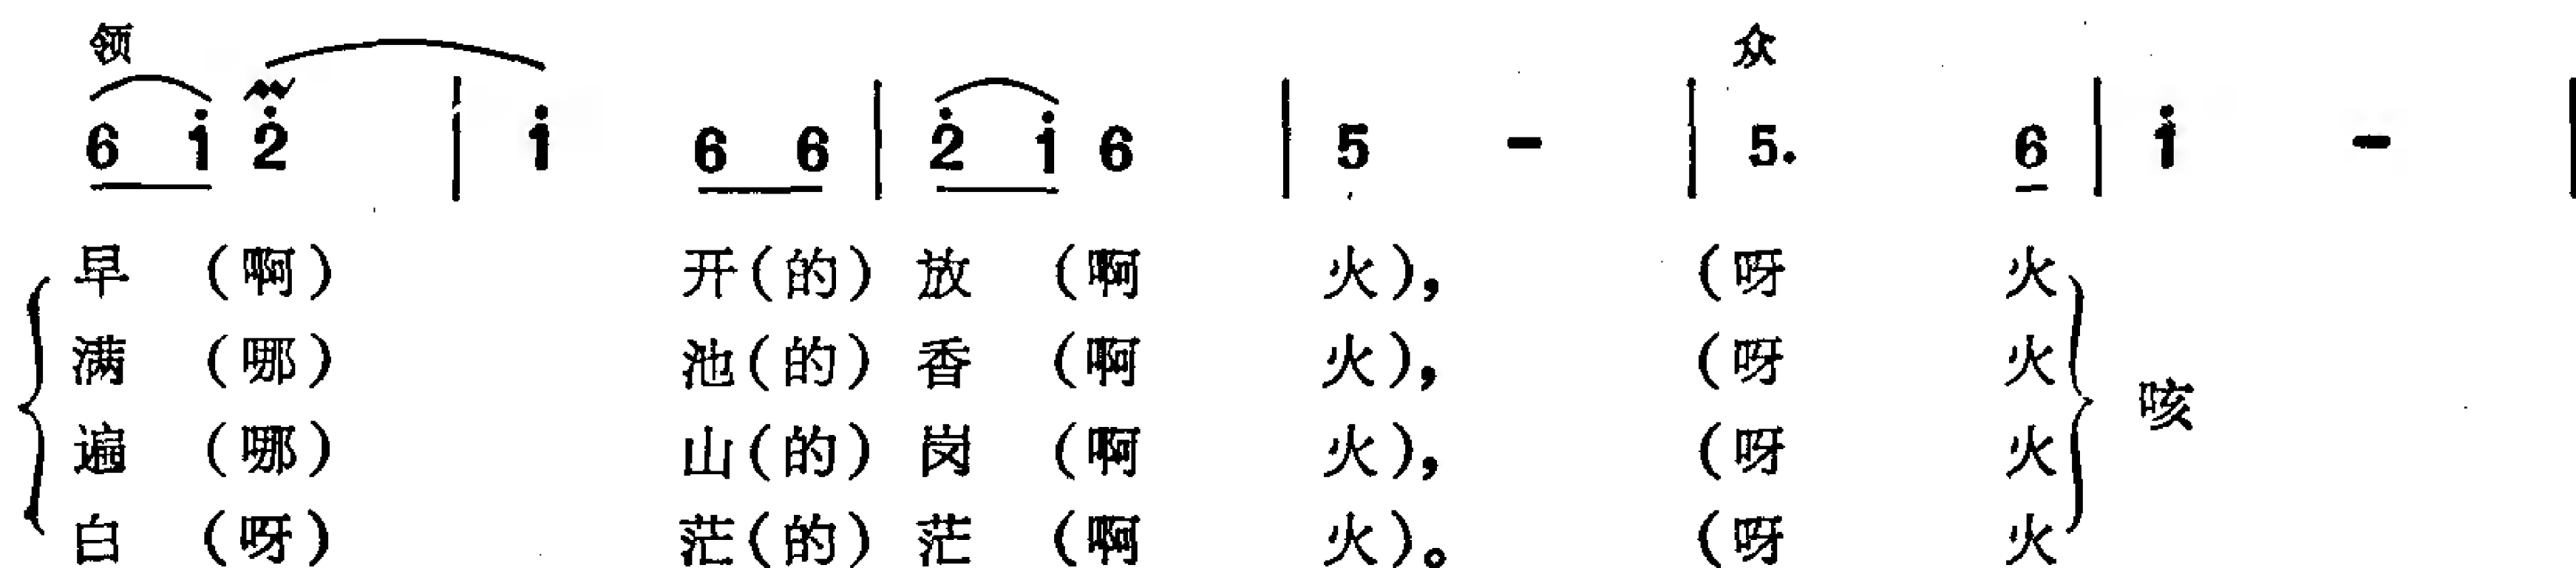 领 众
6 i̇ 2̇ | i̇ 6 6 | 2̇ i̇ 6 | 5 - | 5. 6 | i̇ - |
早 (啊) 开(的) 放 (啊 火), (呀 火
满 (哪) 池(的) 香 (啊 火), (呀 火
咳
遍 (哪) 山(的) 岗 (啊 火), (呀 火
白 (呀) 茫(的) 茫 (啊 火)。 (呀 火